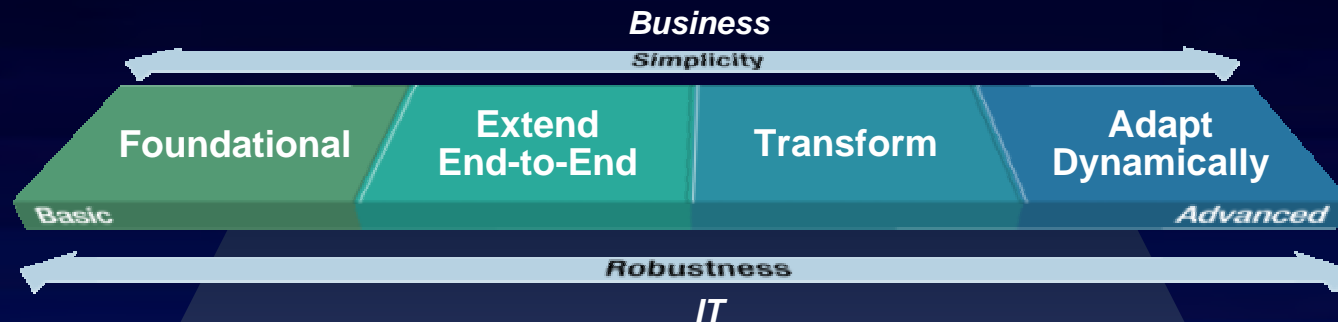 Business
Simplicity
Foundational
Extend
End-to-End
Transform
Adapt
Dynamically
Basic
Advanced
Robustness
IT